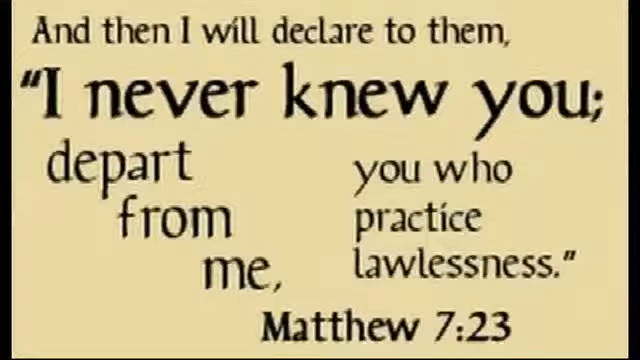 And then I will declare to them,
“I never knew you;
depart
from
me,
you who
practice
lawlessness.”
Matthew 7:23